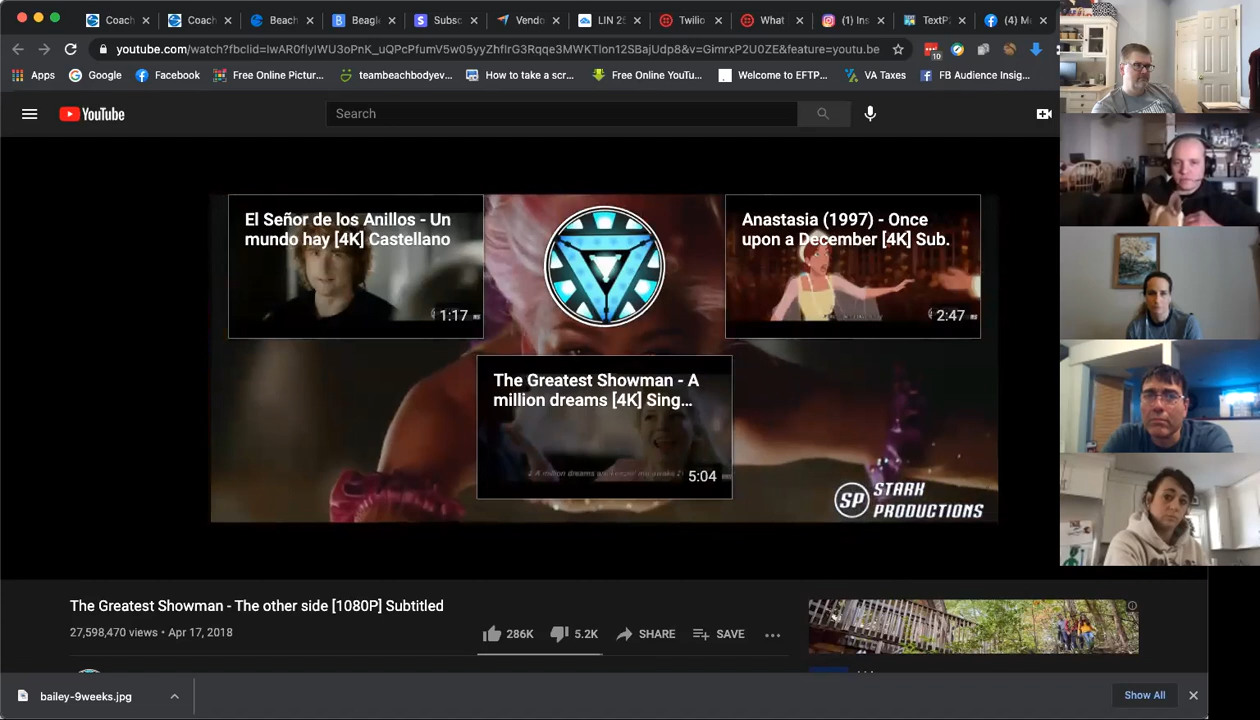 Coach
Coach
Beach
Beagle
Subsc
Vendo
LIN 25
Twilio
What
(1) Ins
TextP
(4) Me
youtube.com/watch?fbclid=
&feature=youtu.be
10
Apps
Google
Facebook
Free Online Pictur...
teambeachbodyev...
How to take a scr...
Free Online YouTu...
Welcome to EFTP...
VA Taxes
FB Audience Insig...
YouTube
Search
El Señor de los Anillos - Un
mundo hay [4K] Castellano
1:17
Anastasia (1997) - Once
upon a December [4K] Sub.
2:47
The Greatest Showman - A
million dreams [4K] Sing...
5:04
SP STARK
PRODUCTIONS
The Greatest Showman - The other side [1080P] Subtitled
27,598,470 views • Apr 17, 2018
286K
5.2K
SHARE
SAVE
bailey-9weeks.jpg
Show All